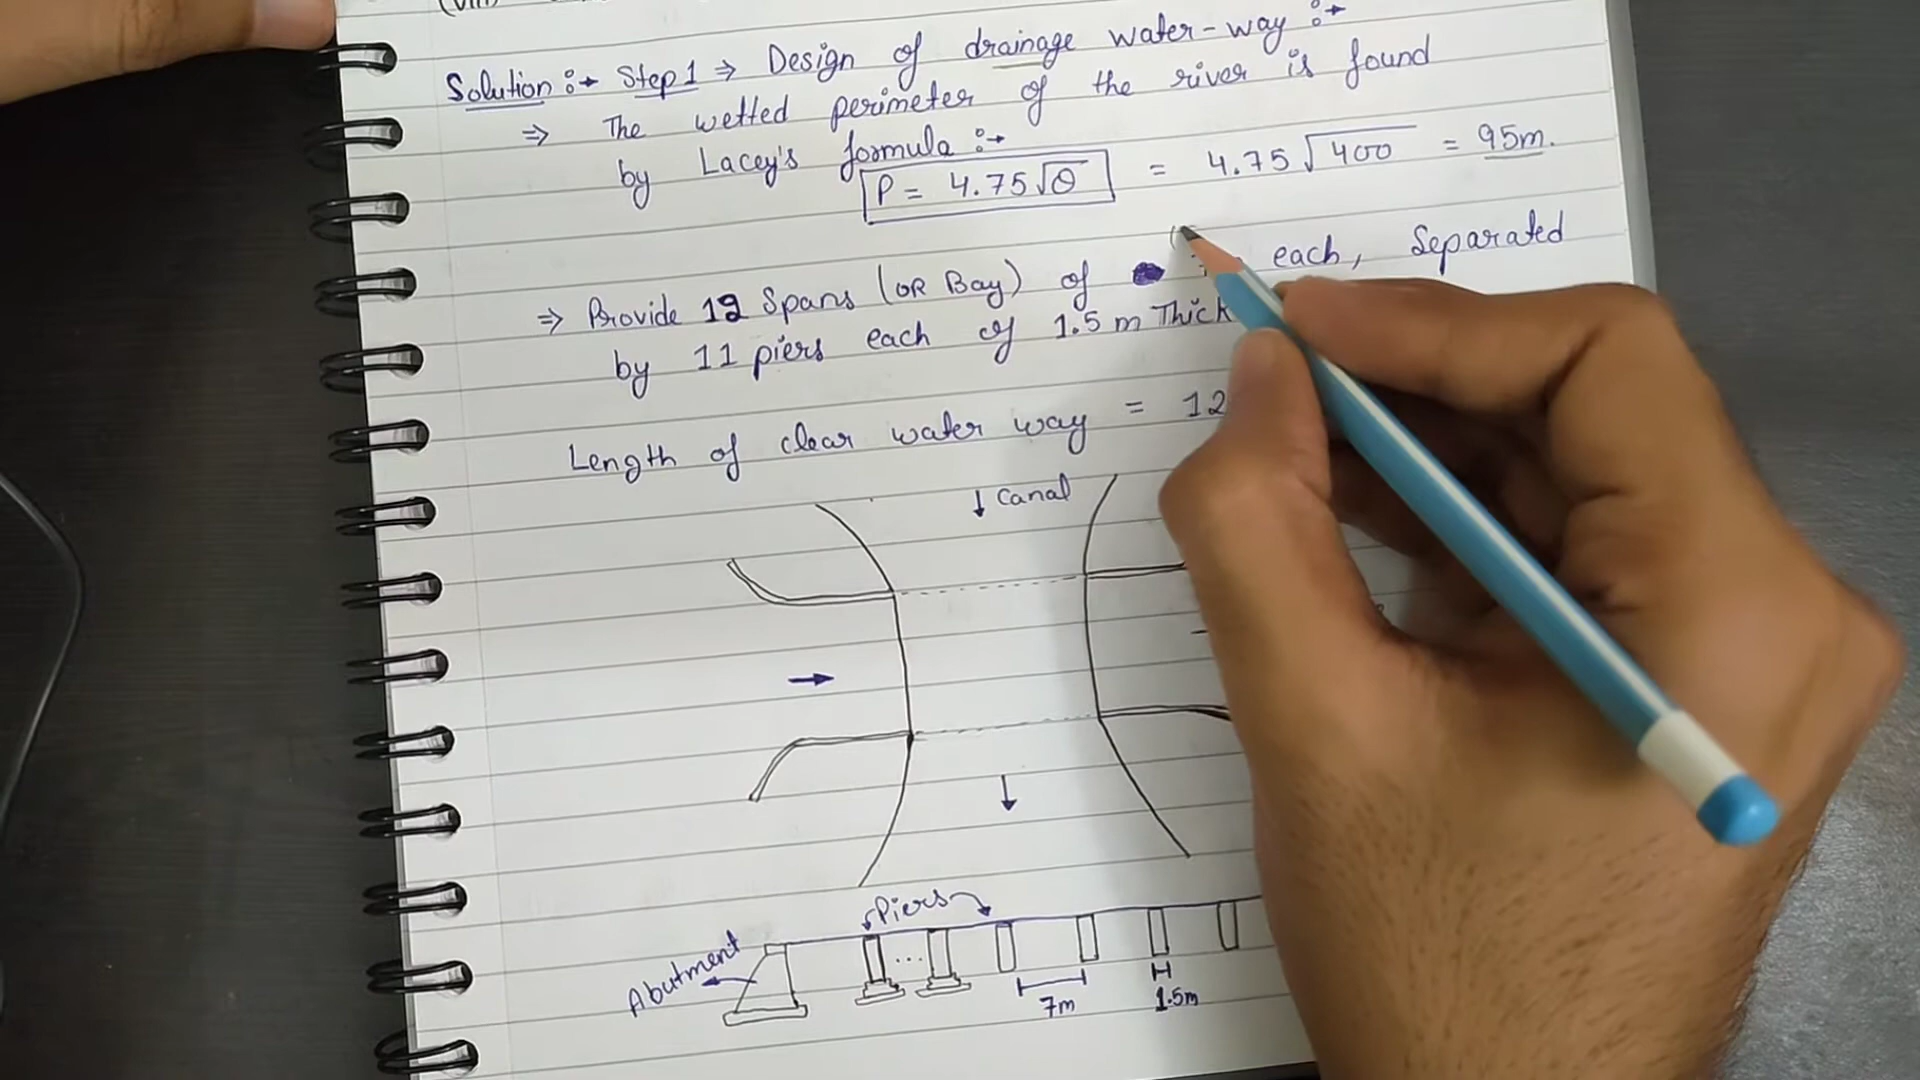 Solution :→ Step 1 ⇒ Design of drainage water-way :→
⇒ The wetted perimeter of the river is found
by Lacey's formula :→
P = 4.75√Q = 4.75√400 = 95m.
⇒ Provide 12 Spans (OR Bay) of each, Separated
by 11 piers each of 1.5 m Thick
Length of clear water way = 12
↓ Canal
Piers
Abutment
7m
1.5m